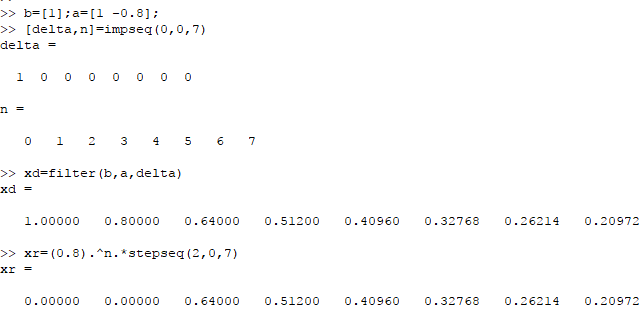 >> b=[1];a=[1 -0.8];
>> [delta,n]=impseq(0,0,7)
delta =
1 0 0 0 0 0 0 0
n =
0 1 2 3 4 5 6 7
>> xd=filter(b,a,delta)
xd =
1.00000 0.80000 0.64000 0.51200 0.40960 0.32768 0.26214 0.20972
>> xr=(0.8).^n.*stepseq(2,0,7)
xr =
0.00000 0.00000 0.64000 0.51200 0.40960 0.32768 0.26214 0.20972